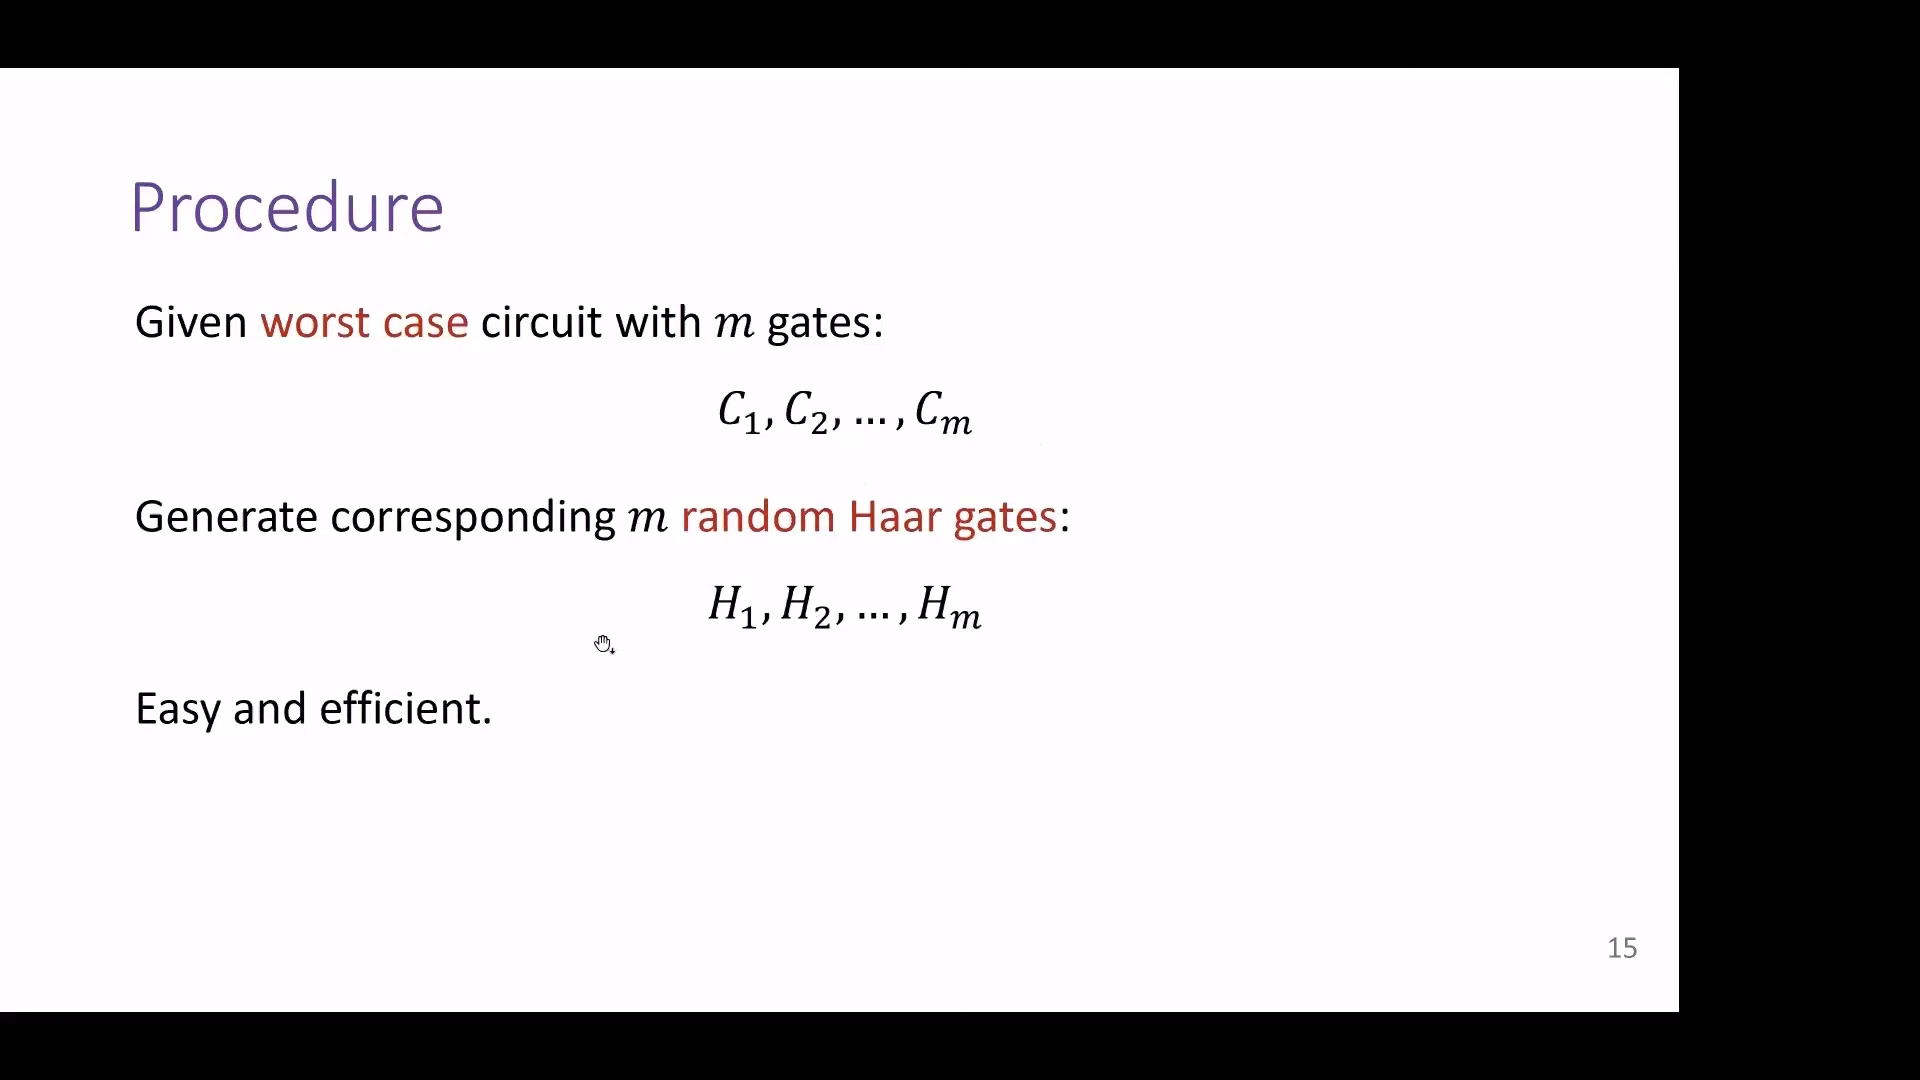 Procedure
Given worst case circuit with 𝑚 gates:
𝐶₁, 𝐶₂, … , 𝐶ₘ
Generate corresponding 𝑚 random Haar gates:
𝐻₁, 𝐻₂, … , 𝐻ₘ
Easy and efficient.
15